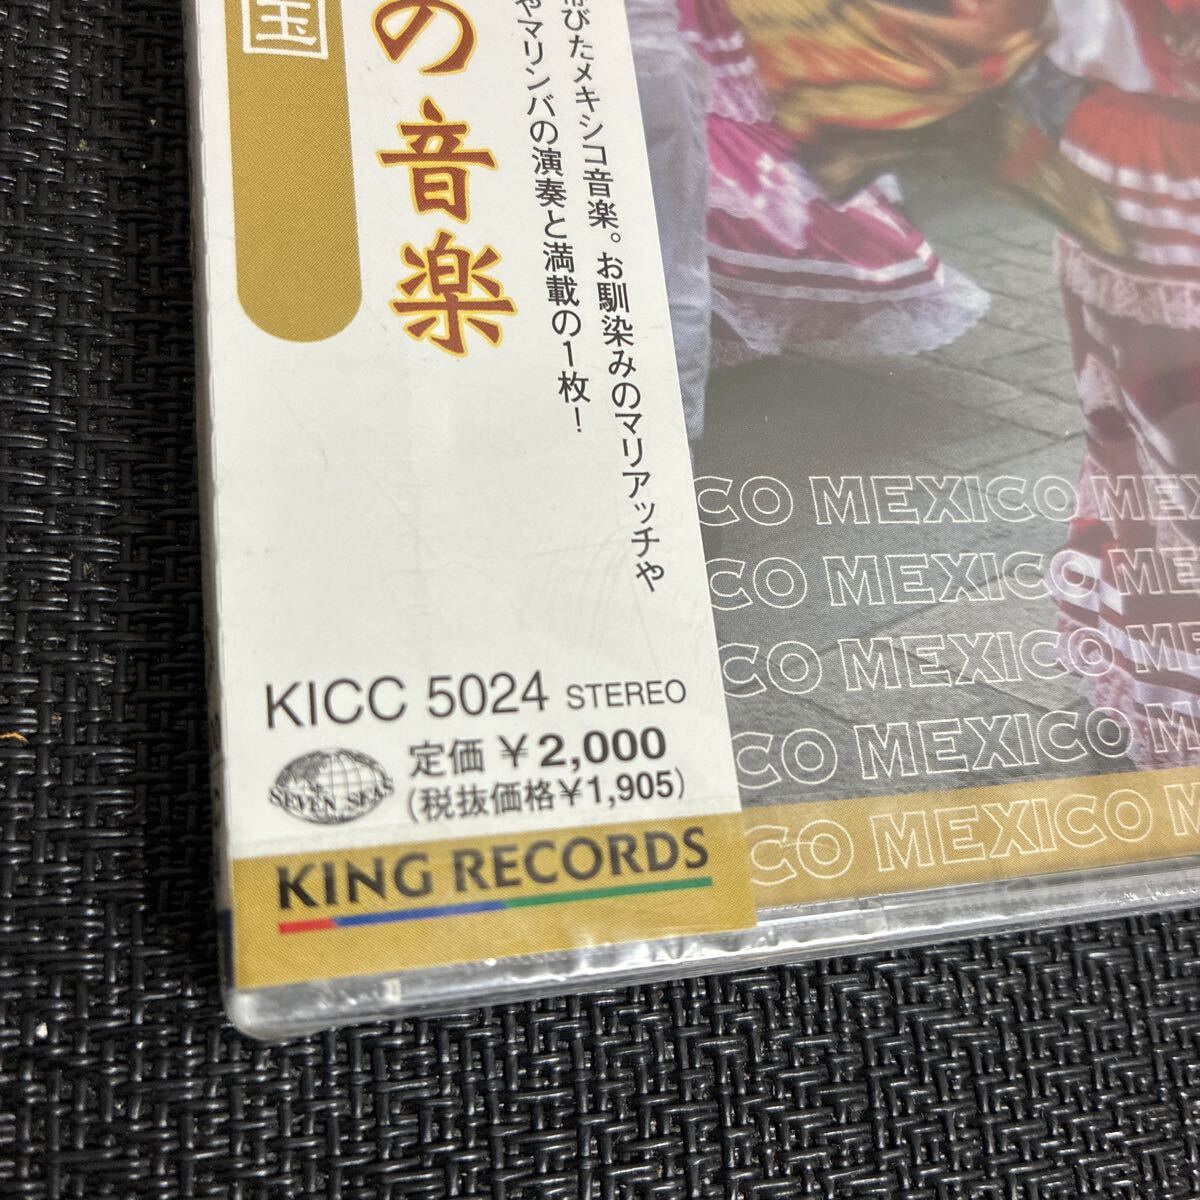 国
の音楽
びたメキシコ音楽。お馴染みのマリアッチや
やマリンバの演奏と満載の1枚!
KICC 5024 STEREO
SEVEN SEAS
定価 ¥2,000
(税抜価格¥1,905)
KING RECORDS
CO MEXICO MEX
CO MEXICO ME
CO MEXICO ME
CO MEXICO M
CO MEXICO M